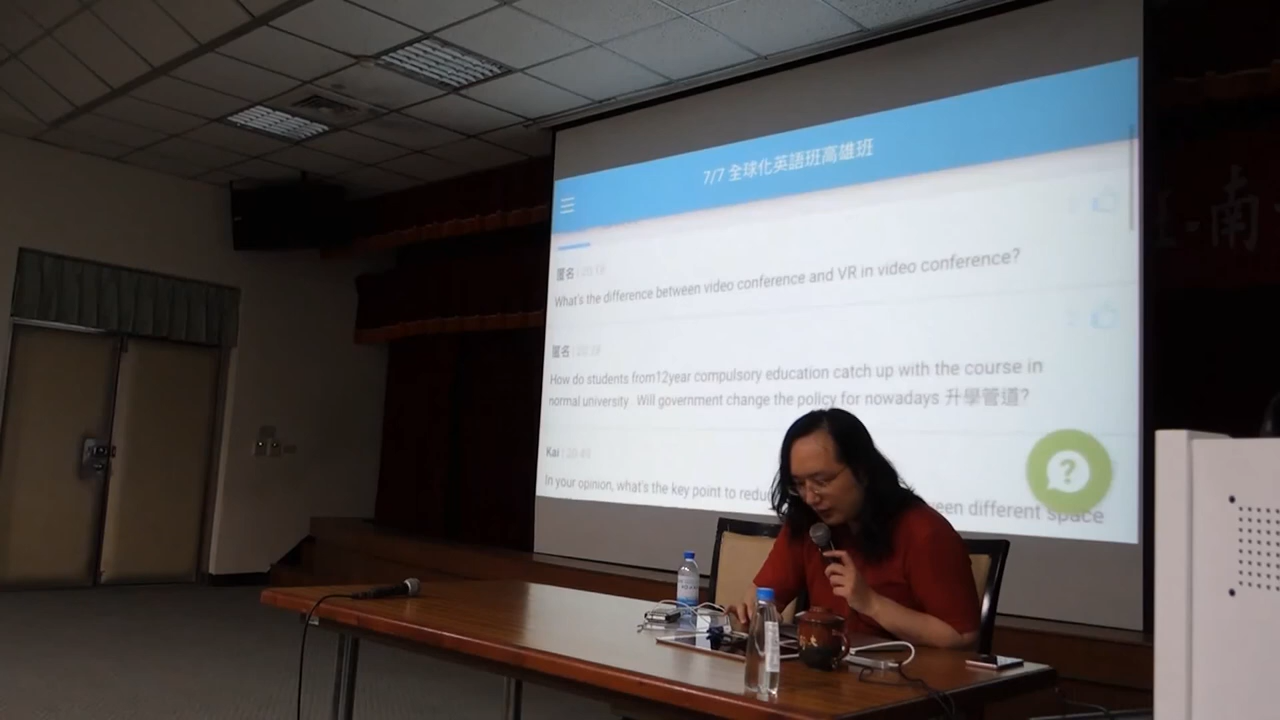 7/7 全球化英語班高雄班
匿名
What's the difference between video conference and VR in video conference?
匿名
How do students from12year compulsory education catch up with the course in
normal university . Will government change the policy for nowadays 升學管道?
Kai
In your opinion, what's the key point to een different space
?
南